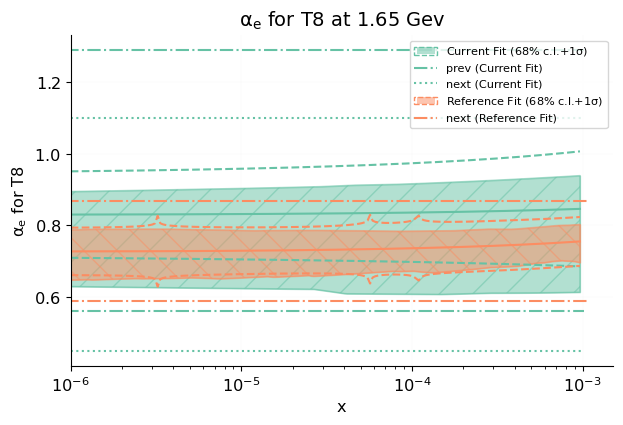 αe for T8 at 1.65 Gev
Current Fit (68% c.l.+1σ)
prev (Current Fit)
next (Current Fit)
Reference Fit (68% c.l.+1σ)
next (Reference Fit)
αe for T8
1.2
1.0
0.8
0.6
10⁻⁶
10⁻⁵
10⁻⁴
10⁻³
x